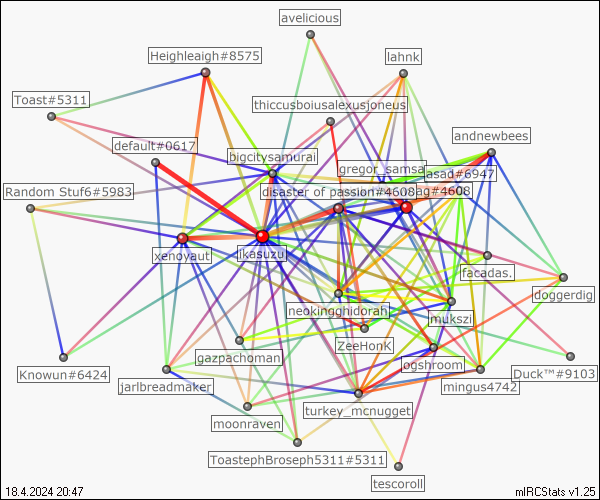 avelicious
Heighleaigh#8575
lahnk
Toast#5311
thiccusboiusalexusjoneus
andnewbees
default#0617
bigcitysamurai
gregor_samsa
asad#6947
Random Stuf6#5983
disaster of passion#4608
ag#4608
xenoyaut
jkasuzu
facadas.
doggerdig
neokingghidorah
mukszi
ZeeHonK
gazpachoman
ogshroom
Knowun#6424
jarlbreadmaker
mingus4742
Duck™#9103
moonraven
turkey_mcnugget
ToastephBroseph5311#5311
tescoroll
18.4.2024 20:47
mIRCStats v1.25